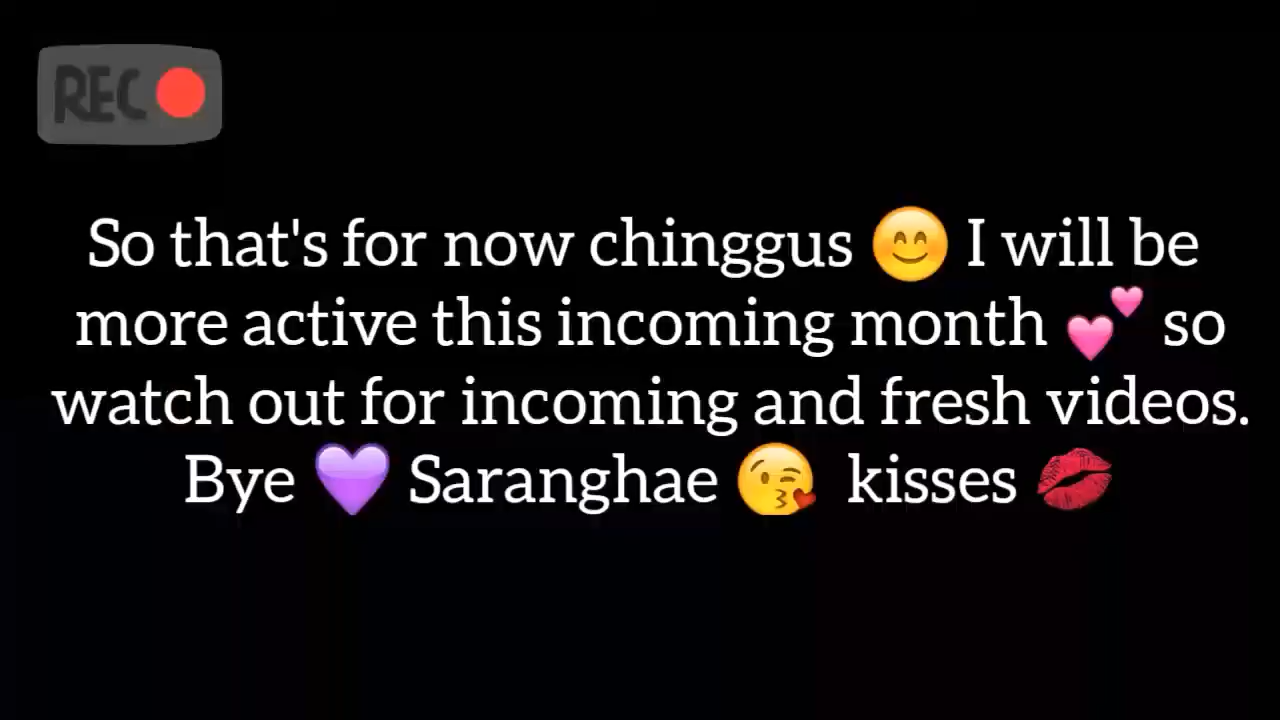 REC
So that's for now chinggus 😊 I will be
more active this incoming month 💕 so
watch out for incoming and fresh videos.
Bye 💜 Saranghae 😘 kisses 💋